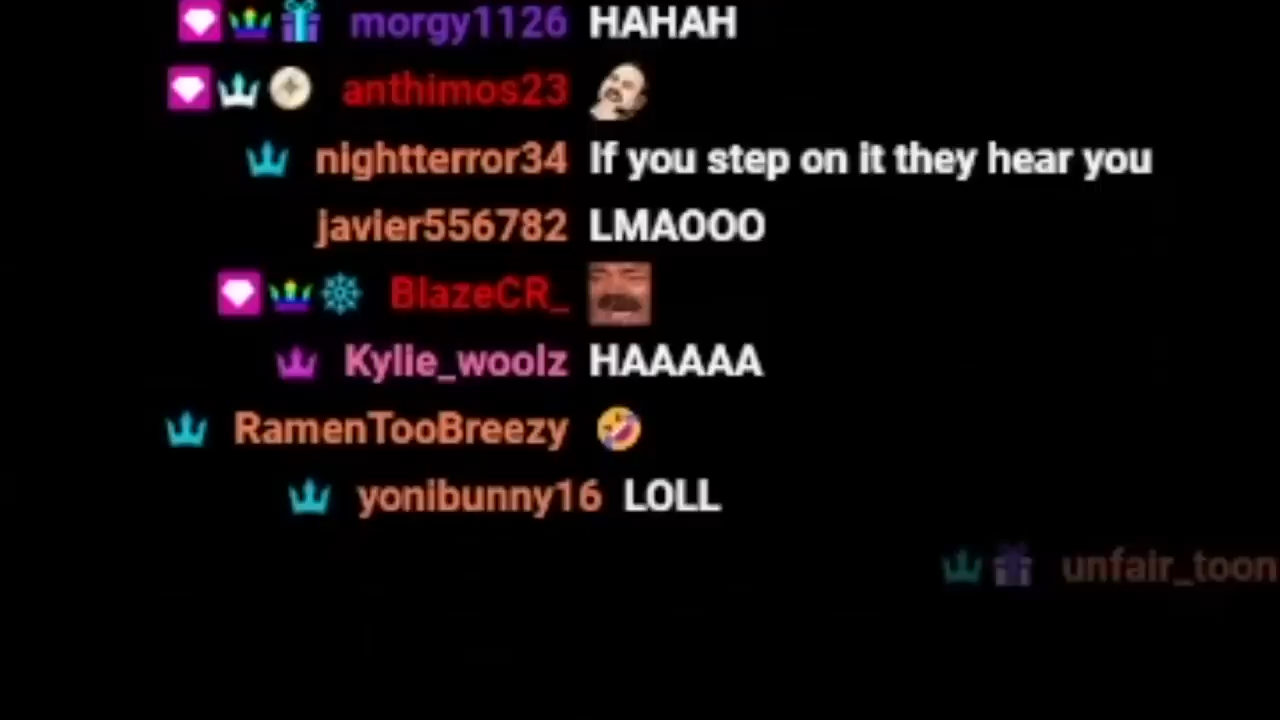 morgy1126 HAHAH
anthimos23
nightterror34 If you step on it they hear you
javier556782 LMAOOO
BlazeCR_
Kylie_woolz HAAAAA
RamenTooBreezy 🤣
yonibunny16 LOLL
unfair_toon